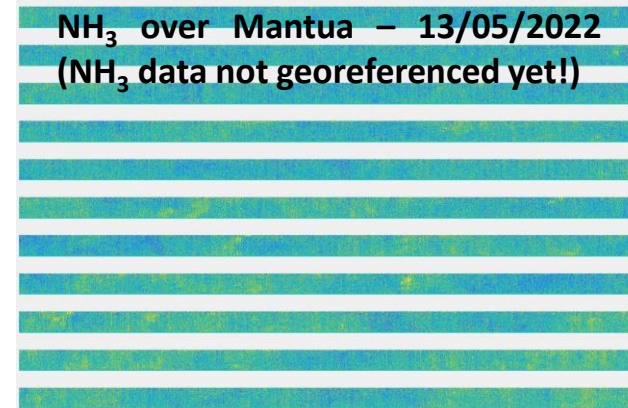 NH₃ over Mantua – 13/05/2022
(NH₃ data not georeferenced yet!)